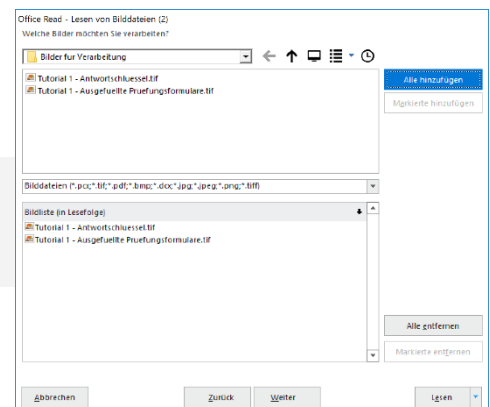 Office Read - Lesen von Bilddateien (2)
Welche Bilder möchten Sie verarbeiten?
Bilder fur Verarbeitung
Tutorial 1 - Antwortschluessel.tif
Tutorial 1 - Ausgefuellte Pruefungsformulare.tif
Alle hinzufügen
Markierte hinzufügen
Bilddateien (*.pcx;*.tif;*.pdf;*.bmp;*.dcx;*.jpg;*.jpeg;*.png;*.tiff)
Bildliste (in Lesefolge)
Tutorial 1 - Antwortschluessel.tif
Tutorial 1 - Ausgefuellte Pruefungsformulare.tif
Alle entfernen
Markierte entfernen
Abbrechen
Zurück
Weiter
Lesen